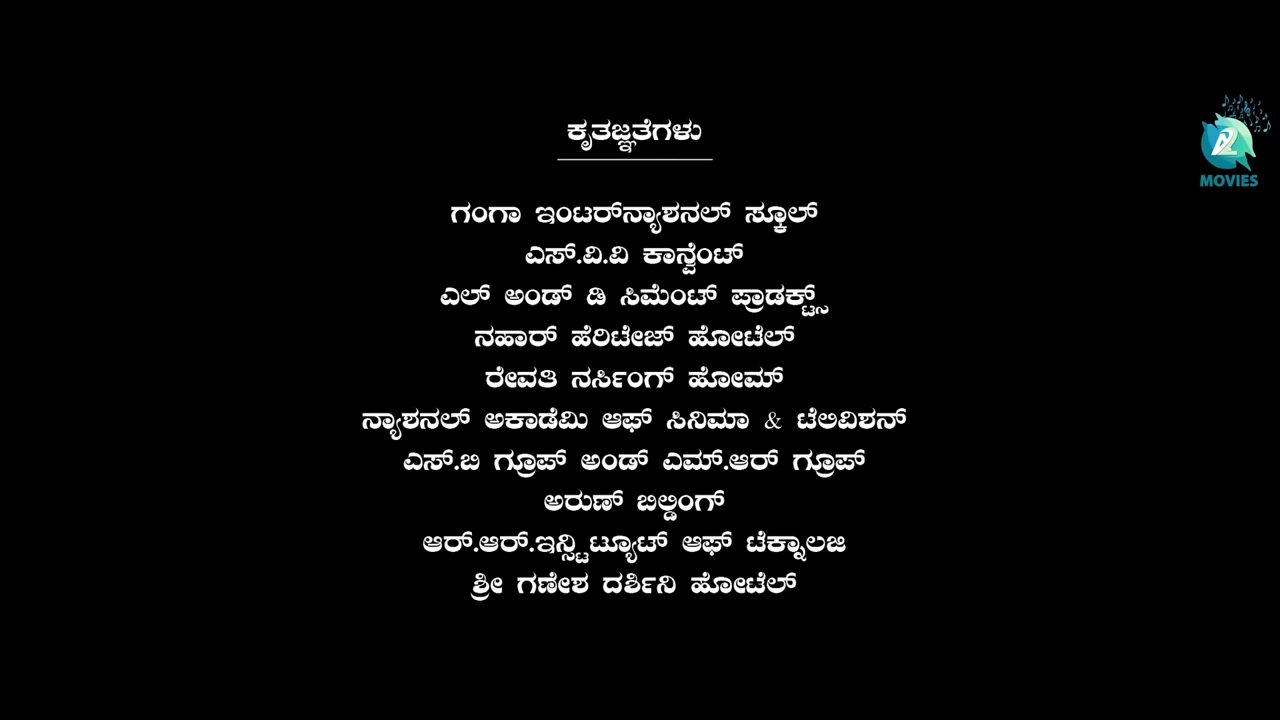 ಕೃತಜ್ಞತೆಗಳು
ಗಂಗಾ ಇಂಟರ್‌ನ್ಯಾಶನಲ್ ಸ್ಕೂಲ್
ಎಸ್.ವಿ.ವಿ ಕಾನ್ವೆಂಟ್
ಎಲ್ ಅಂಡ್ ಡಿ ಸಿಮೆಂಟ್ ಪ್ರಾಡಕ್ಟ್ಸ್
ನಹಾರ್ ಹೆರಿಟೇಜ್ ಹೋಟೆಲ್
ರೇವತಿ ನರ್ಸಿಂಗ್ ಹೋಮ್
ನ್ಯಾಶನಲ್ ಅಕಾಡೆಮಿ ಆಫ್ ಸಿನಿಮಾ & ಟೆಲಿವಿಶನ್
ಎಸ್.ಬಿ ಗ್ರೂಪ್ ಅಂಡ್ ಎಮ್.ಆರ್ ಗ್ರೂಪ್
ಅರುಣ್ ಬಿಲ್ಡಿಂಗ್
ಆರ್.ಆರ್.ಇನ್ಸ್ಟಿಟ್ಯೂಟ್ ಆಫ್ ಟೆಕ್ನಾಲಜಿ
ಶ್ರೀ ಗಣೇಶ ದರ್ಶಿನಿ ಹೋಟೆಲ್
A2
MOVIES